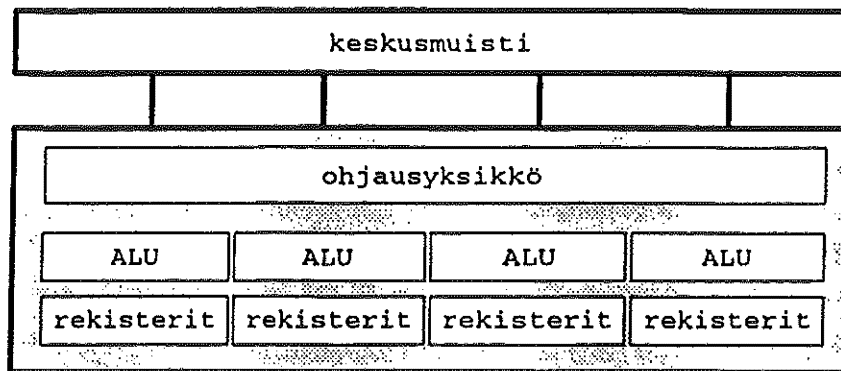 keskusmuisti
ohjausyksikkö
ALU ALU ALU ALU
rekisterit rekisterit rekisterit rekisterit